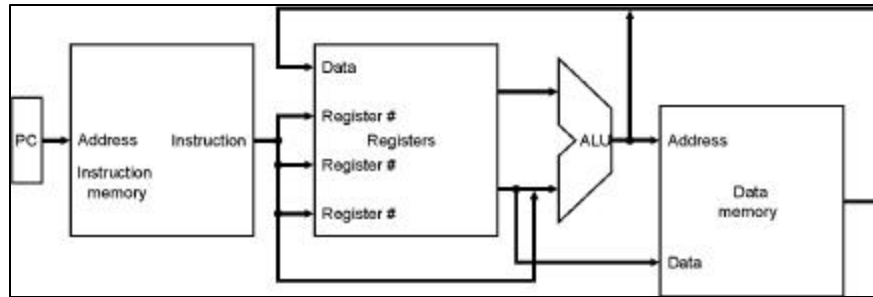 Data
Register #
PC
Address
Instruction
Registers
ALU
Address
Instruction
memory
Register #
Data
memory
Register #
Data